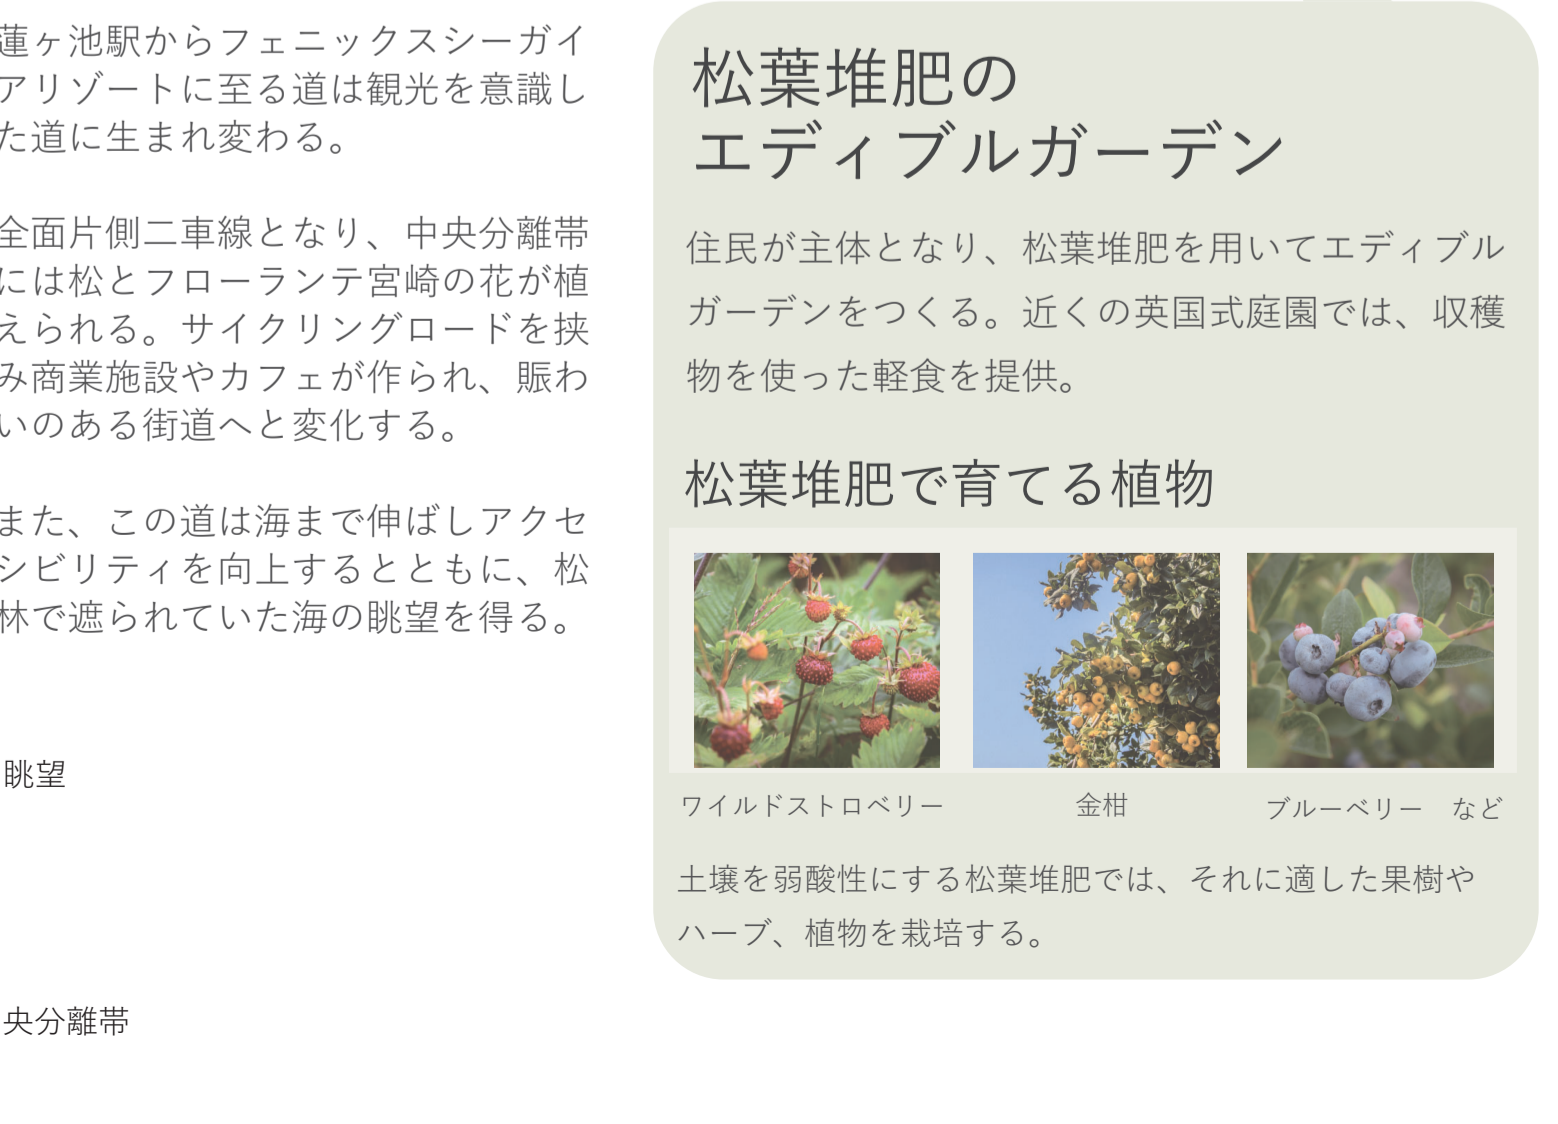 蓮ヶ池駅からフェニックスシーガイ
アリゾートに至る道は観光を意識し
た道に生まれ変わる。
全面片側二車線となり、中央分離帯
には松とフローランテ宮崎の花が植
えられる。サイクリングロードを挟
み商業施設やカフェが作られ、賑わ
いのある街道へと変化する。
また、この道は海まで伸ばしアクセ
シビリティを向上するとともに、松
林で遮られていた海の眺望を得る。
眺望
央分離帯
松葉堆肥の
エディブルガーデン
住民が主体となり、松葉堆肥を用いてエディブル
ガーデンをつくる。近くの英国式庭園では、収穫
物を使った軽食を提供。
松葉堆肥で育てる植物
ワイルドストロベリー
金柑
ブルーベリー　など
土壌を弱酸性にする松葉堆肥では、それに適した果樹や
ハーブ、植物を栽培する。